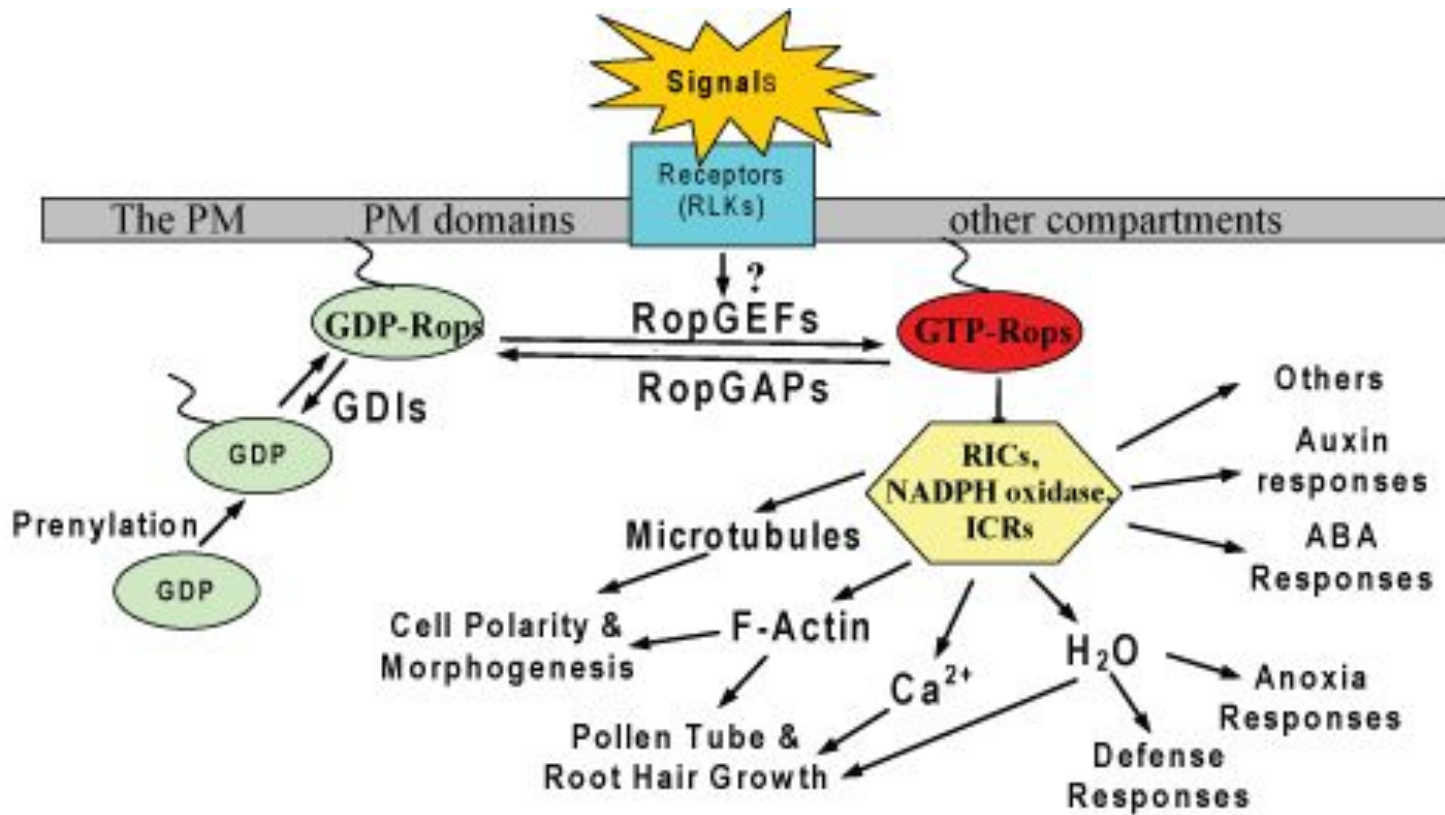 Signals
Receptors
(RLKs)
The PM PM domains other compartments
?
GDP-Rops RopGEFs GTP-Rops
RopGAPs
GDIs
GDP
Prenylation
GDP
Others
Auxin
responses
ABA
Responses
RICs,
NADPH oxidase,
ICRs
Microtubules
Cell Polarity &
Morphogenesis
F-Actin
Ca²⁺
H₂O
Anoxia
Responses
Pollen Tube &
Root Hair Growth
Defense
Responses